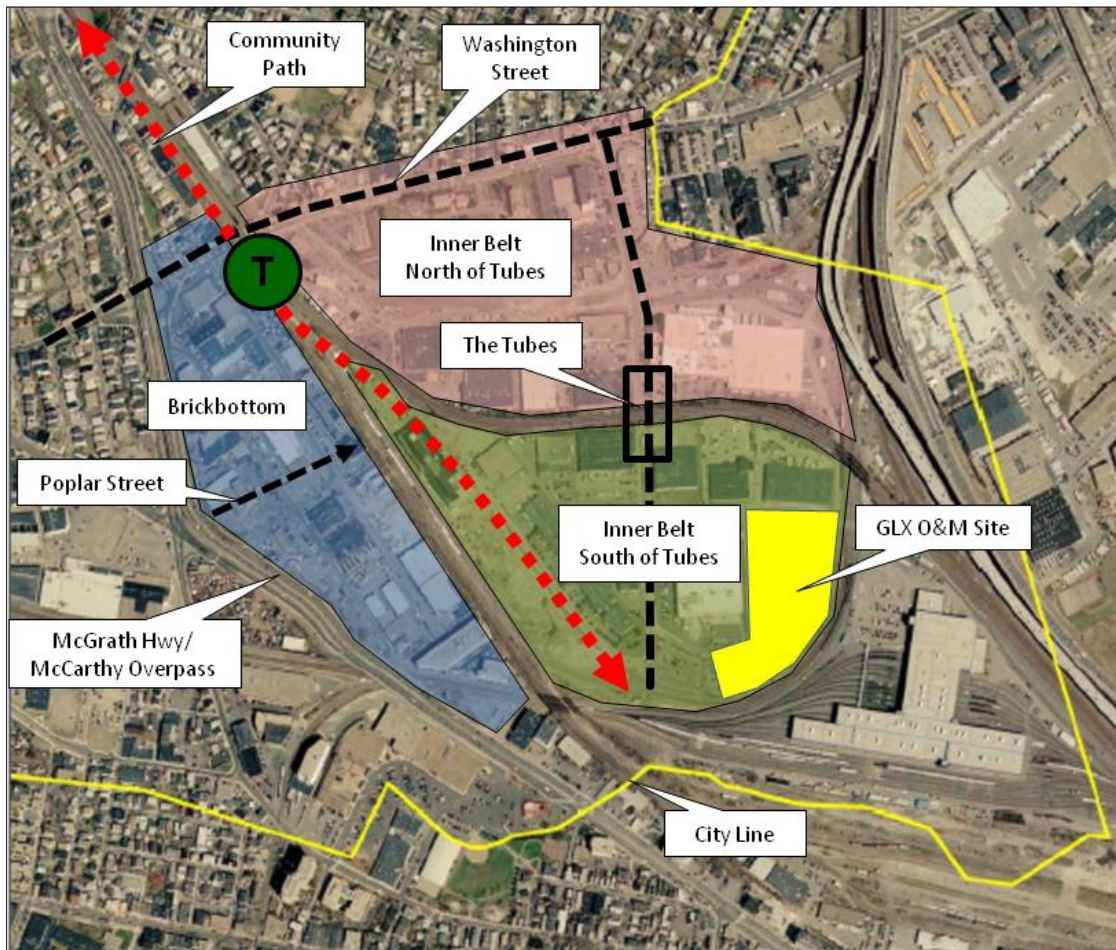 Community
Path
Washington
Street
T
Inner Belt
North of Tubes
The Tubes
Brickbottom
Poplar Street
Inner Belt
South of Tubes
GLX O&M Site
McGrath Hwy/
McCarthy Overpass
City Line